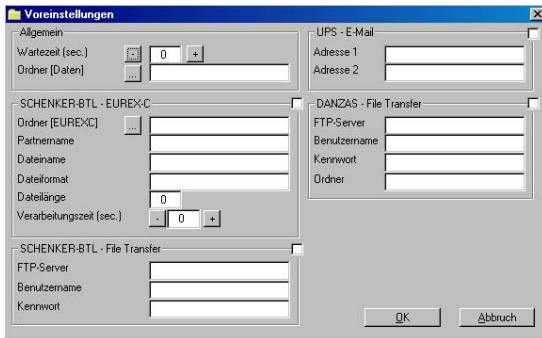 Voreinstellungen
Allgemein
Wartezeit (sec.) - 0 +
Ordner [Daten] ...
SCHENKER-BTL - EUREX-C
Ordner [EUREXC] ...
Partnername
Dateiname
Dateiformat
Dateilänge 0
Verarbeitungszeit (sec.) - 0 +
SCHENKER-BTL - File Transfer
FTP-Server
Benutzername
Kennwort
UPS - E-Mail
Adresse 1
Adresse 2
DANZAS - File Transfer
FTP-Server
Benutzername
Kennwort
Ordner
OK Abbruch